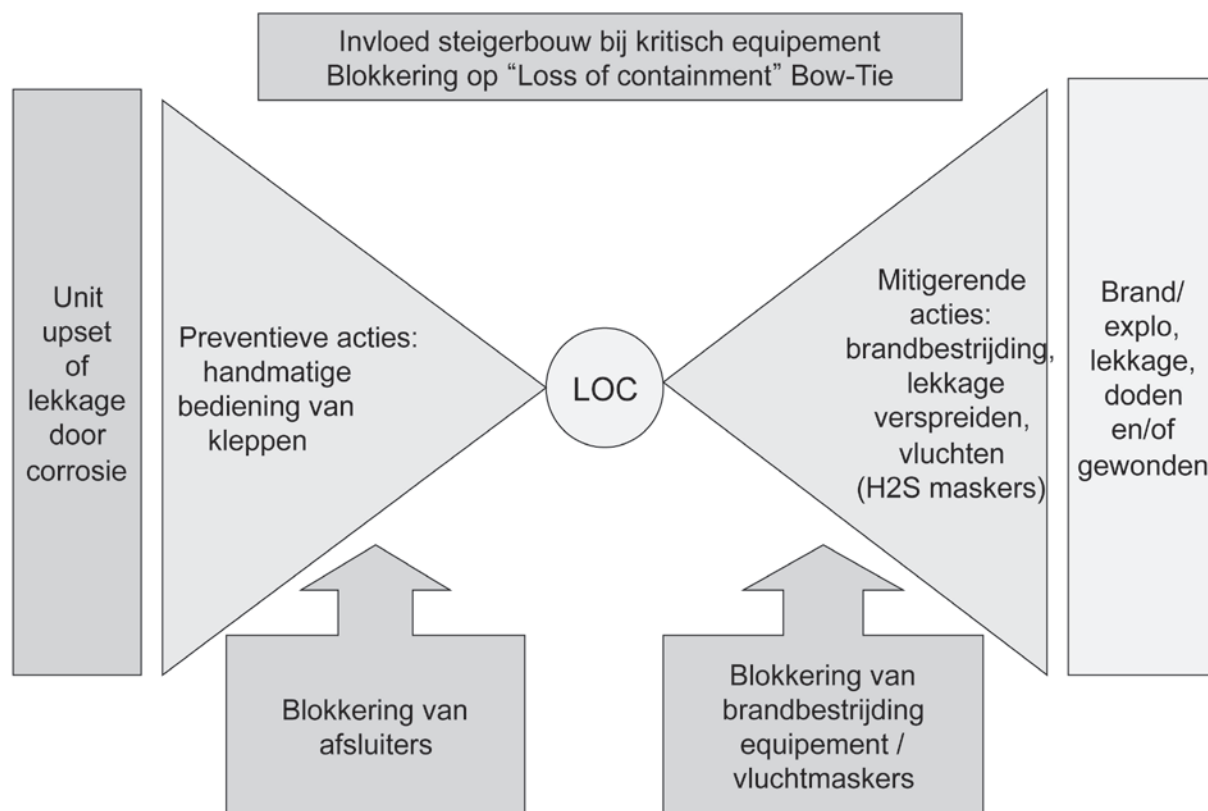 Invloed steigerbouw bij kritisch equipement
Blokkering op “Loss of containment” Bow-Tie
Unit
upset
of
lekkage
door
corrosie
Preventieve acties:
handmatige
bediening van
kleppen
LOC
Mitigerende
acties:
brandbestrijding,
lekkage
verspreiden,
vluchten
(H2S maskers)
Brand/
explo,
lekkage,
doden
en/of
gewonden
Blokkering van
afsluiters
Blokkering van
brandbestrijding
equipement /
vluchtmaskers